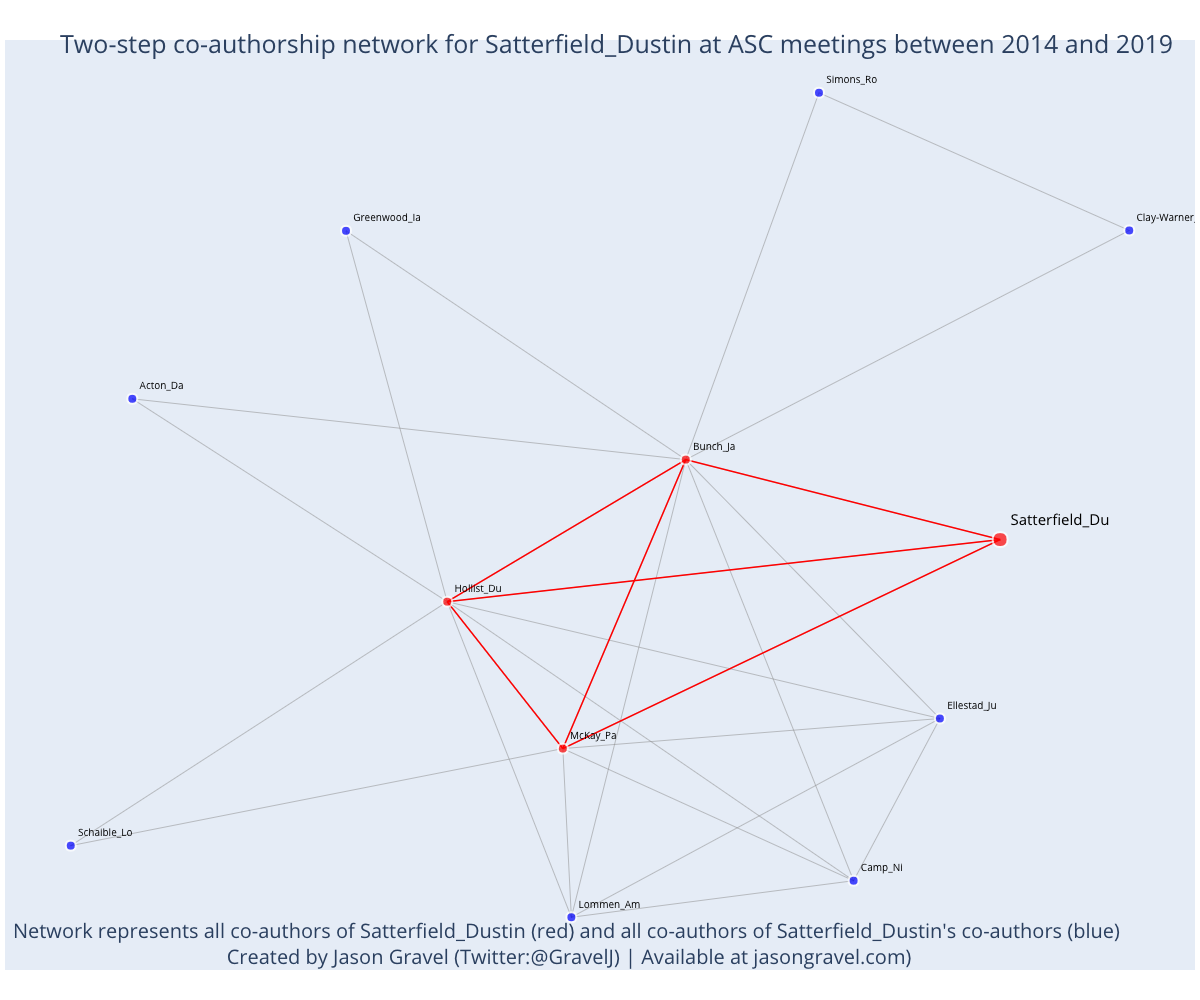 Two-step co-authorship network for Satterfield_Dustin at ASC meetings between 2014 and 2019
Simons_Ro
Greenwood_Ia
Clay-Warner_
Acton_Da
Bunch_Ja
Satterfield_Du
Hollist_Du
Ellestad_Ju
McKay_Pa
Schaible_Lo
Camp_Ni
Lommen_Am
Network represents all co-authors of Satterfield_Dustin (red) and all co-authors of Satterfield_Dustin's co-authors (blue)
Created by Jason Gravel (Twitter:@GravelJ) | Available at jasongravel.com)